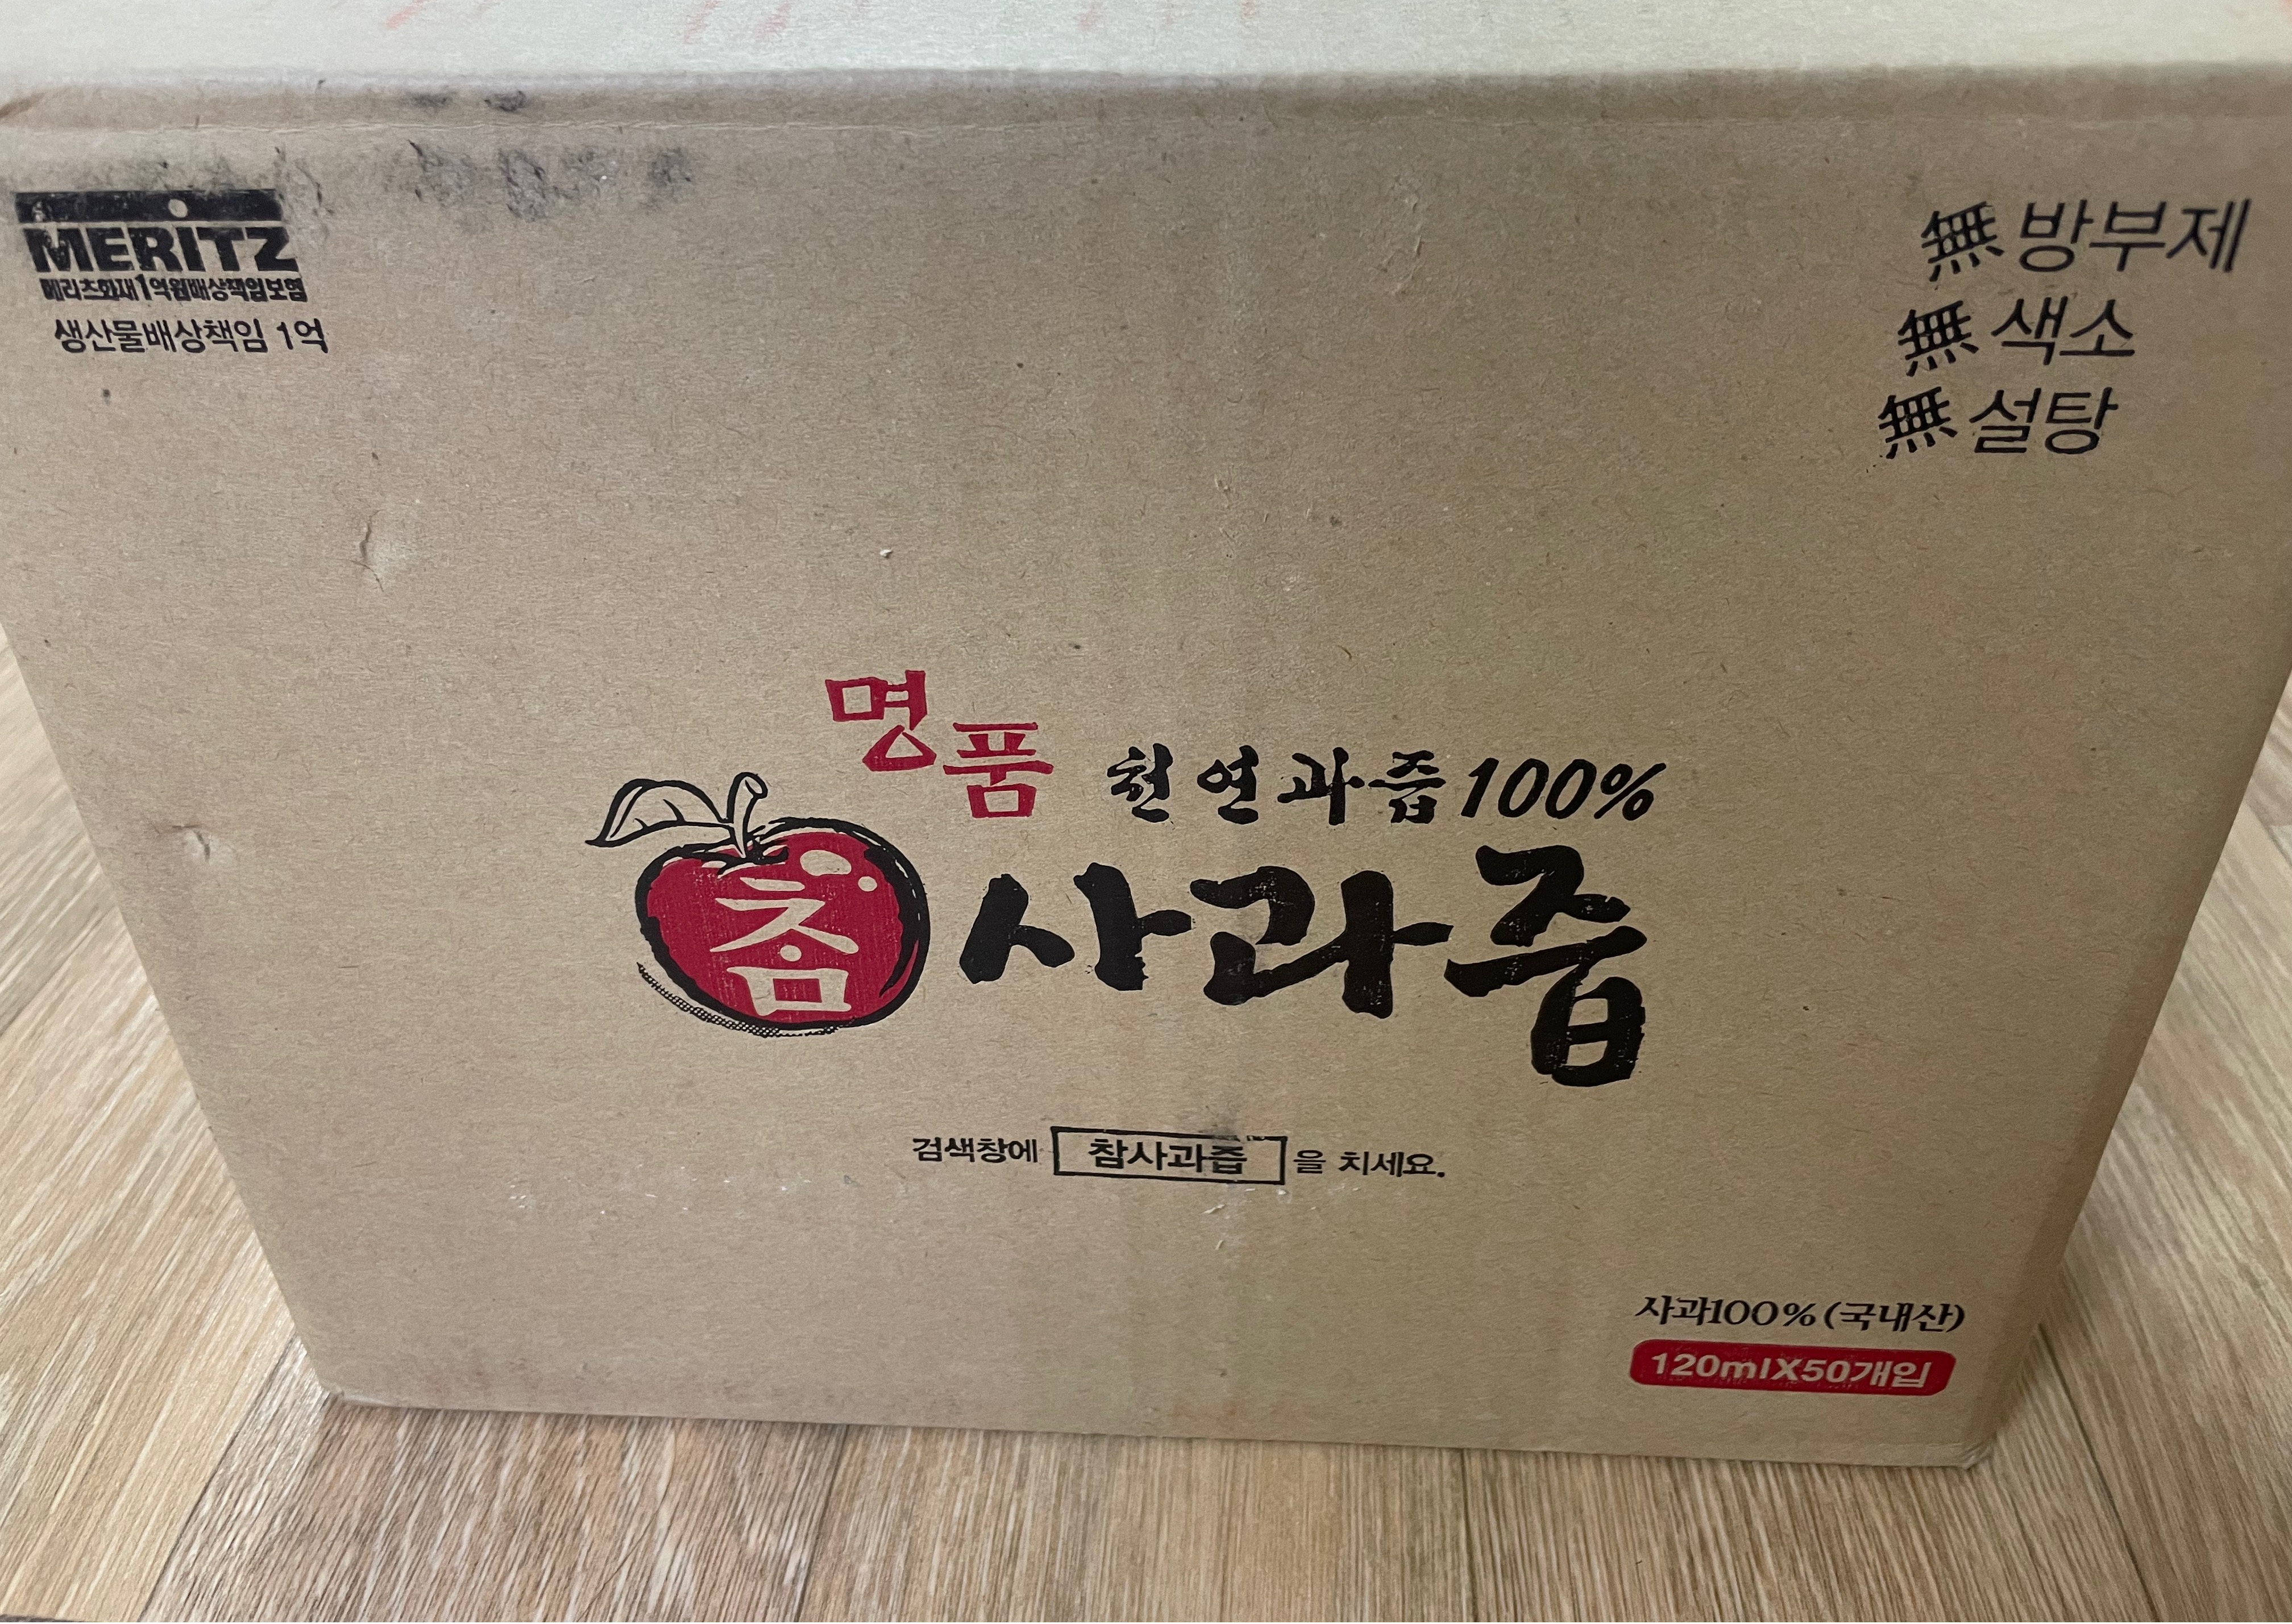 MERITZ
메리츠화재1억원배상책임보험
생산물배상책임 1억
無 방부제
無 색소
無 설탕
명품 천연과즙100%
참사과즙
검색창에 참사과즙 을 치세요.
사과100%(국내산)
120mlX50개입